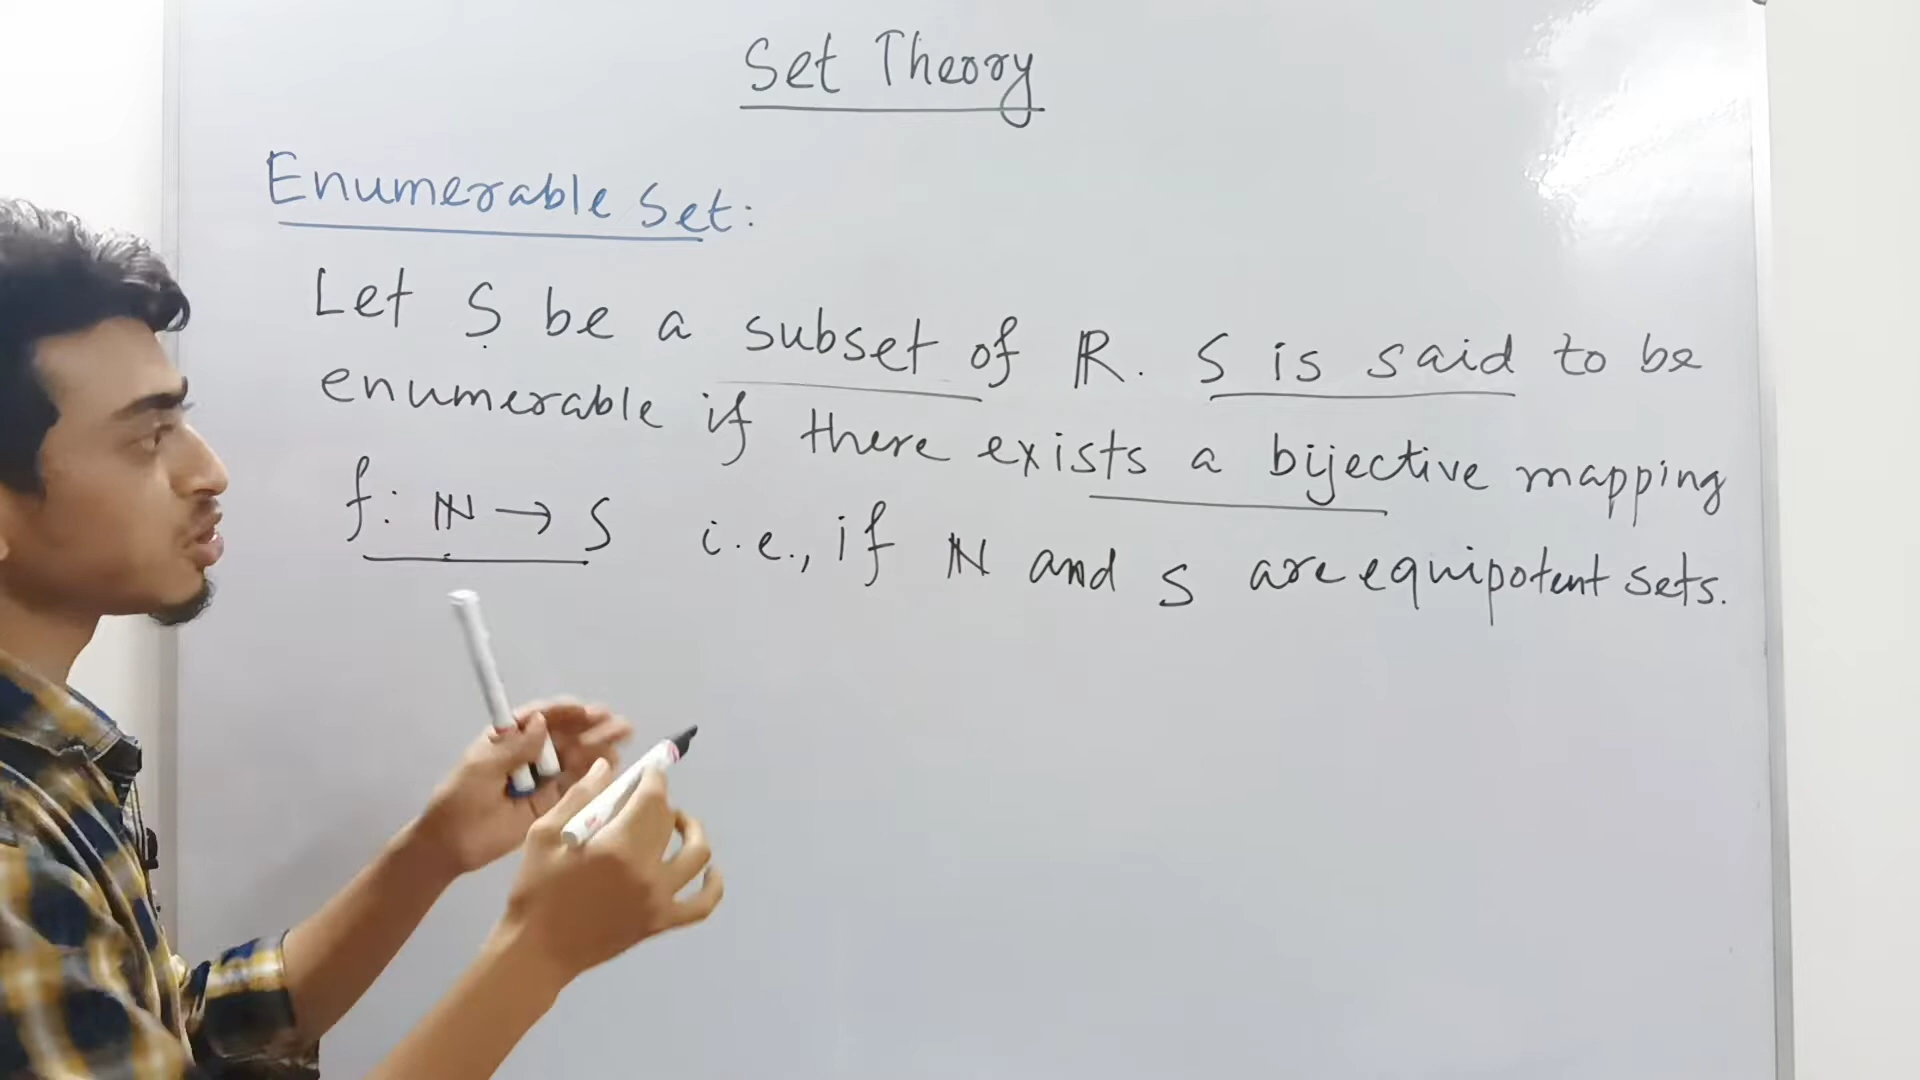 Set Theory
Enumerable Set:
Let S be a subset of ℝ. S is said to be
enumerable if there exists a bijective mapping
f: ℕ → S i.e., if ℕ and S are equipotent sets.